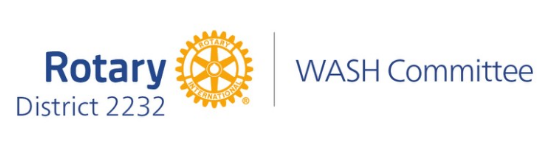 Rotary
District 2232
ROTARY
INTERNATIONAL
®
WASH Committee